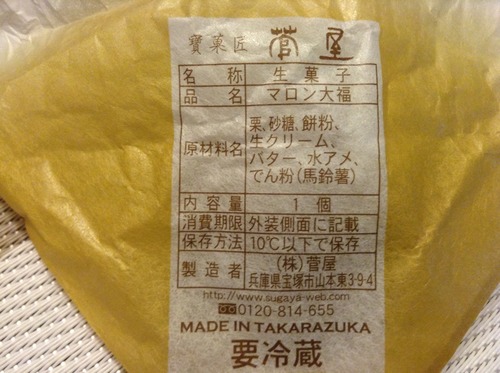 寶菓匠 菅屋
名称 生菓子
品名 マロン大福
原材料名 栗、砂糖、餅粉、
生クリーム、
バター、水アメ、
でん粉(馬鈴薯)
内容量 1個
消費期限 外装側面に記載
保存方法 10℃以下で保存
製造者 (株)菅屋
兵庫県宝塚市山本東3-9-4
http://www.sugaya-web.com
0120-814-655
MADE IN TAKARAZUKA
要冷蔵